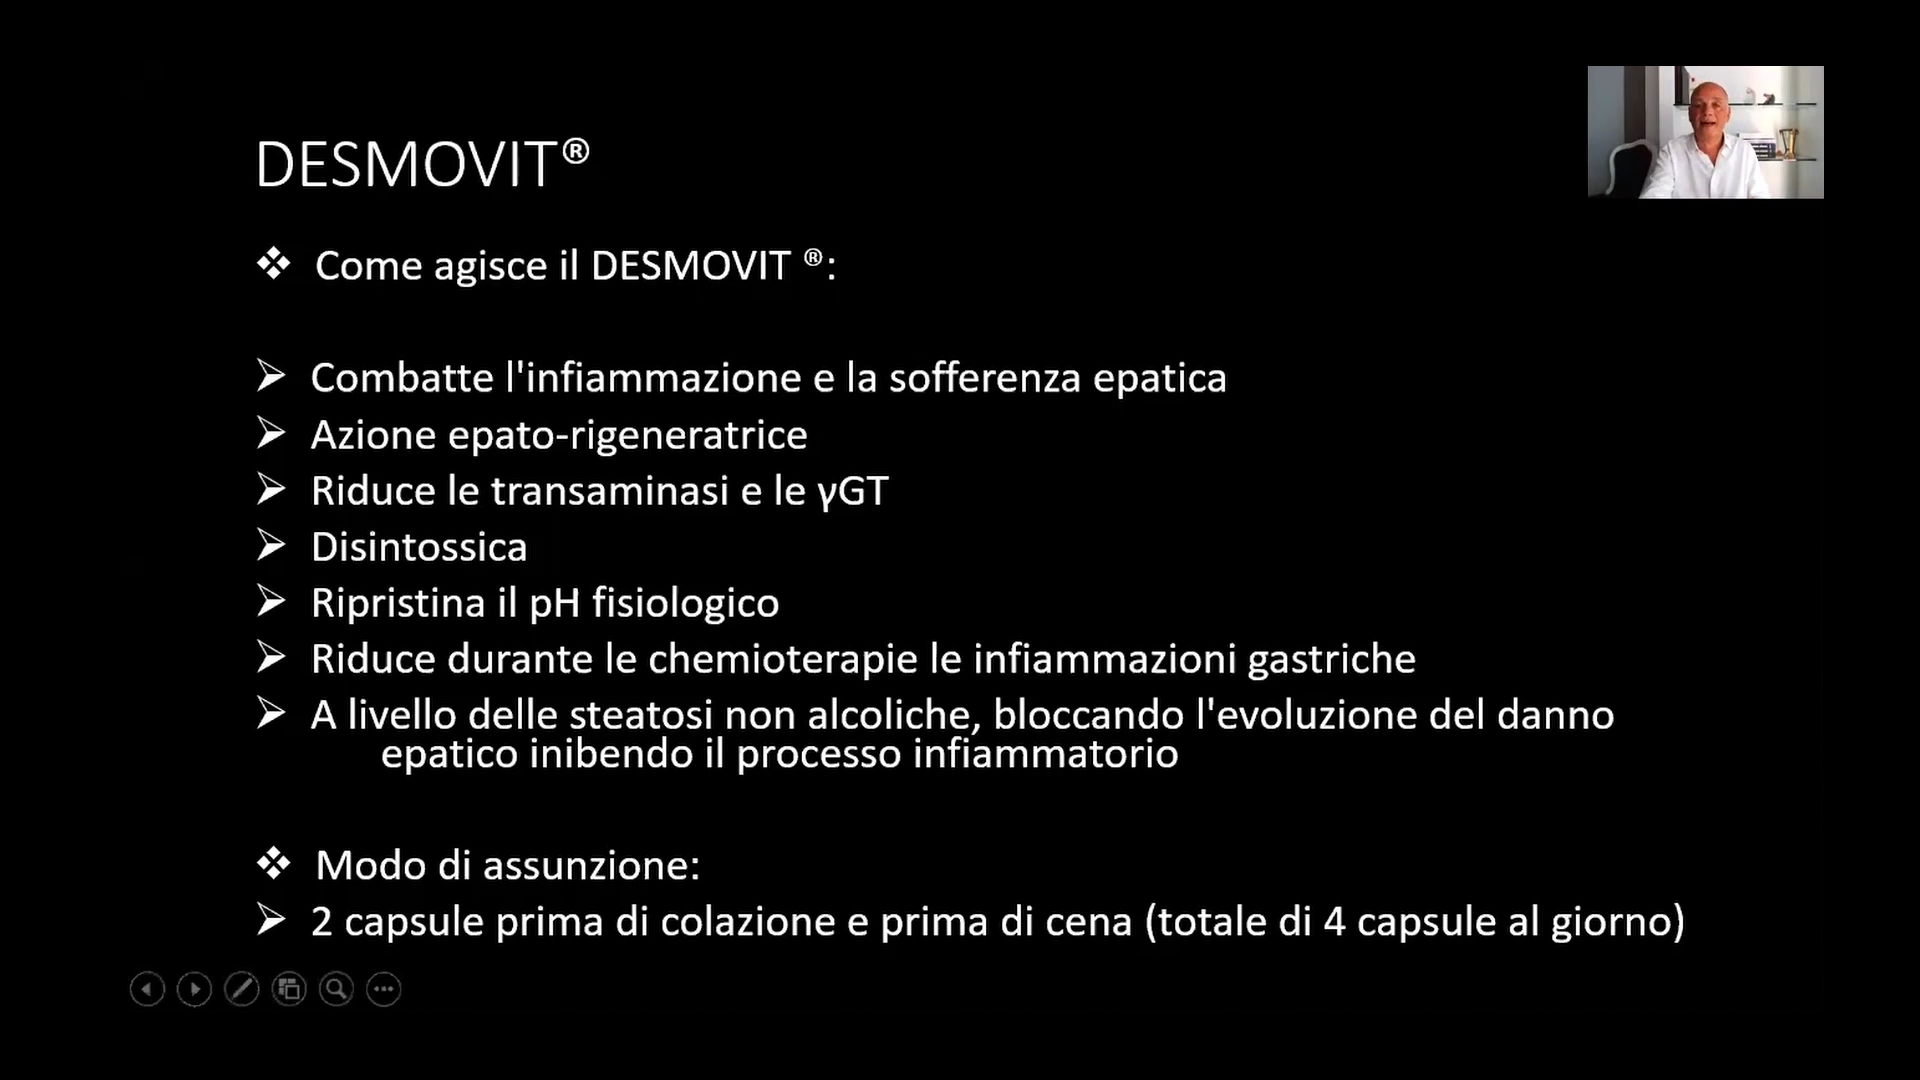 DESMOVIT®
Come agisce il DESMOVIT ®:
Combatte l'infiammazione e la sofferenza epatica
Azione epato-rigeneratrice
Riduce le transaminasi e le γGT
Disintossica
Ripristina il pH fisiologico
Riduce durante le chemioterapie le infiammazioni gastriche
A livello delle steatosi non alcoliche, bloccando l'evoluzione del danno
epatico inibendo il processo infiammatorio
Modo di assunzione:
2 capsule prima di colazione e prima di cena (totale di 4 capsule al giorno)